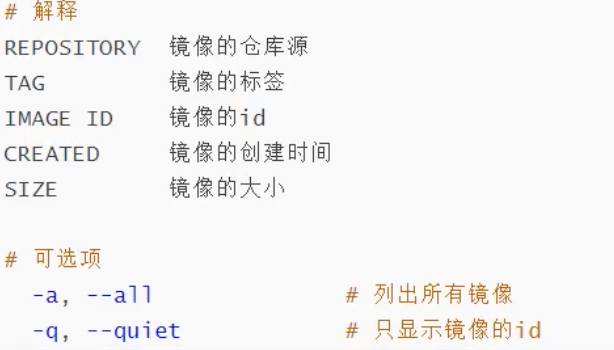 # 解释
REPOSITORY 镜像的仓库源
TAG 镜像的标签
IMAGE ID 镜像的id
CREATED 镜像的创建时间
SIZE 镜像的大小
# 可选项
-a, --all # 列出所有镜像
-q, --quiet # 只显示镜像的id